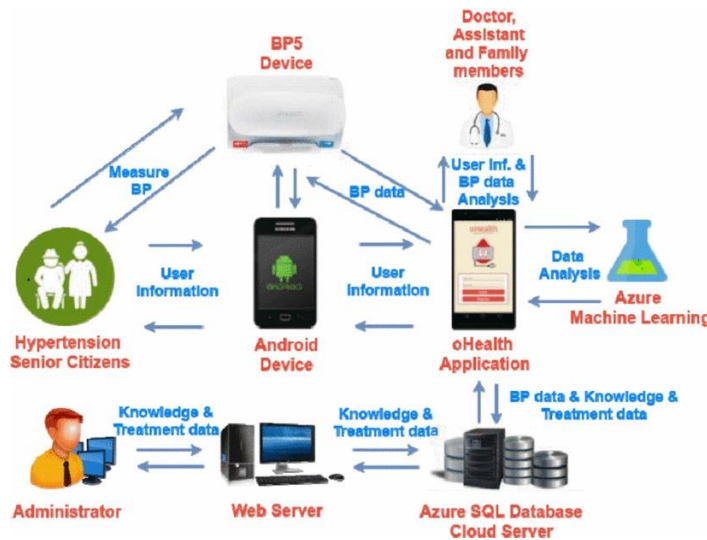 BP5
Device
Doctor,
Assistant
and Family
members
Measure
BP
BP data
User Inf. &
BP data
Analysis
SAMSUNG
User
Information
User
Information
Data
Analysis
Hypertension
Senior Citizens
Android
Device
oHealth
Application
Azure
Machine Learning
Knowledge &
Treatment data
Knowledge &
Treatment data
BP data & Knowledge &
Treatment data
Administrator
Web Server
Azure SQL Database
Cloud Server